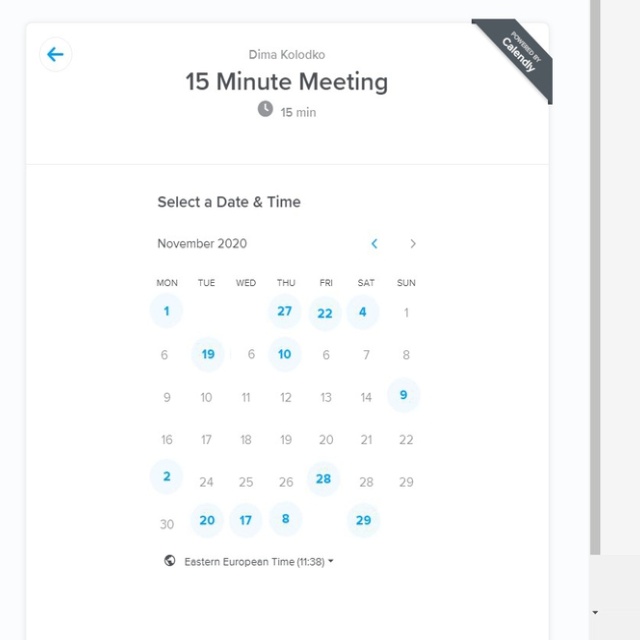 POWERED BY
Calendly
Dima Kolodko
15 Minute Meeting
15 min
Select a Date & Time
November 2020
MON TUE WED THU FRI SAT SUN
1 27 22 4 1
6 19 6 10 6 7 8
9 10 11 12 13 14 9
16 17 18 19 20 21 22
2 24 25 26 28 28 29
30 20 17 8 29
Eastern European Time (11:38)